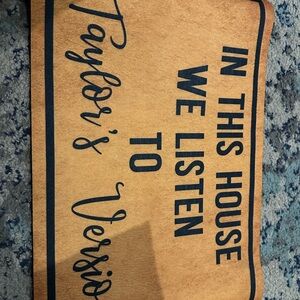 IN THIS HOUSE
WE LISTEN
TO
Taylor's Versio